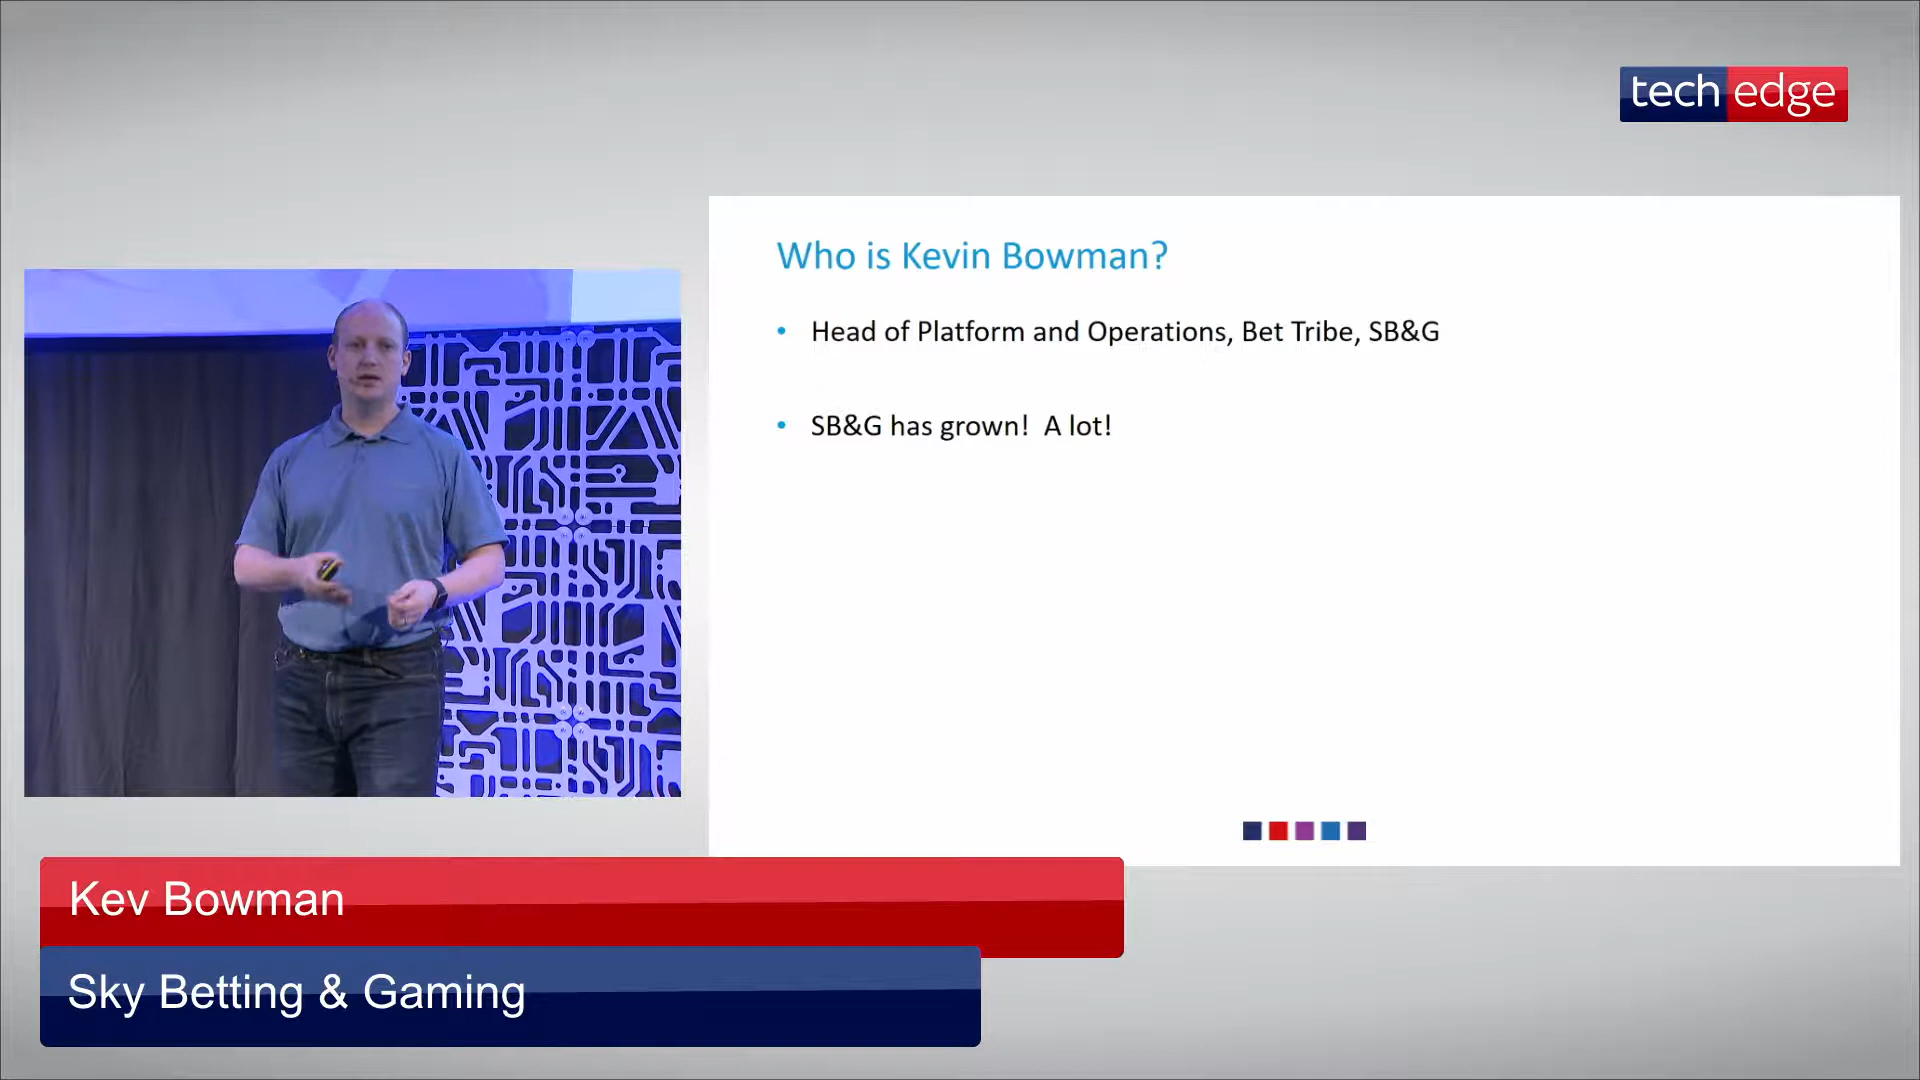 tech edge
Who is Kevin Bowman?
• Head of Platform and Operations, Bet Tribe, SB&G
• SB&G has grown!  A lot!
Kev Bowman
Sky Betting & Gaming